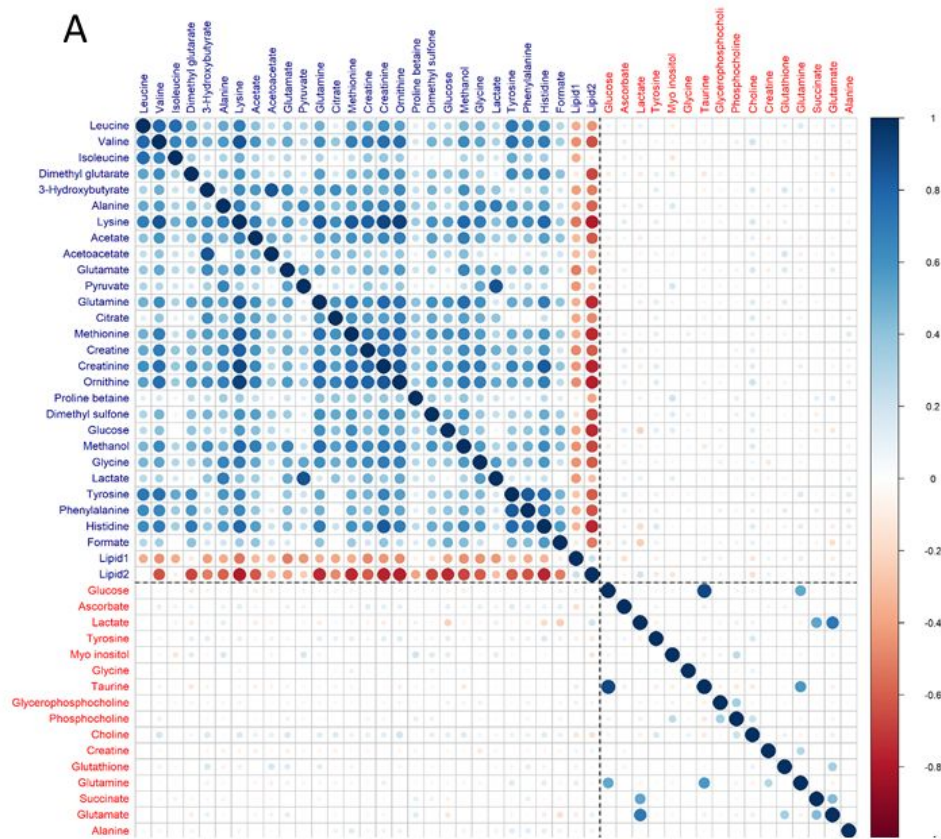 A
Leucine
Valine
Isoleucine
Dimethyl glutarate
3-Hydroxybutyrate
Alanine
Lysine
Acetate
Acetoacetate
Glutamate
Pyruvate
Glutamine
Citrate
Methionine
Creatine
Creatinine
Ornithine
Proline betaine
Dimethyl sulfone
Glucose
Methanol
Glycine
Lactate
Tyrosine
Phenylalanine
Histidine
Formate
Lipid1
Lipid2
Glucose
Ascorbate
Lactate
Tyrosine
Myo inositol
Glycine
Taurine
Glycerophosphocholi
Phosphocholine
Choline
Creatine
Glutathione
Glutamine
Succinate
Glutamate
Alanine
Leucine
Valine
Isoleucine
Dimethyl glutarate
3-Hydroxybutyrate
Alanine
Lysine
Acetate
Acetoacetate
Glutamate
Pyruvate
Glutamine
Citrate
Methionine
Creatine
Creatinine
Ornithine
Proline betaine
Dimethyl sulfone
Glucose
Methanol
Glycine
Lactate
Tyrosine
Phenylalanine
Histidine
Formate
Lipid1
Lipid2
Glucose
Ascorbate
Lactate
Tyrosine
Myo inositol
Glycine
Taurine
Glycerophosphocholine
Phosphocholine
Choline
Creatine
Glutathione
Glutamine
Succinate
Glutamate
Alanine
1
0.8
0.6
0.4
0.2
0
-0.2
-0.4
-0.6
-0.8